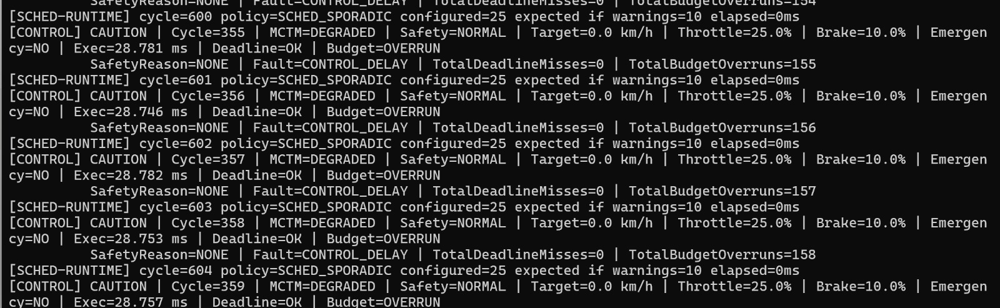 SafetyReason=NONE | Fault=CONTROL_DELAY | TotalDeadlineMisses=0 | TotalBudgetOverruns=154
[SCHED-RUNTIME] cycle=600 policy=SCHED_SPORADIC configured=25 expected if warnings=10 elapsed=0ms
[CONTROL] CAUTION | Cycle=355 | MCTM=DEGRADED | Safety=NORMAL | Target=0.0 km/h | Throttle=25.0% | Brake=10.0% | Emergen
cy=NO | Exec=28.781 ms | Deadline=OK | Budget=OVERRUN
SafetyReason=NONE | Fault=CONTROL_DELAY | TotalDeadlineMisses=0 | TotalBudgetOverruns=155
[SCHED-RUNTIME] cycle=601 policy=SCHED_SPORADIC configured=25 expected if warnings=10 elapsed=0ms
[CONTROL] CAUTION | Cycle=356 | MCTM=DEGRADED | Safety=NORMAL | Target=0.0 km/h | Throttle=25.0% | Brake=10.0% | Emergen
cy=NO | Exec=28.746 ms | Deadline=OK | Budget=OVERRUN
SafetyReason=NONE | Fault=CONTROL_DELAY | TotalDeadlineMisses=0 | TotalBudgetOverruns=156
[SCHED-RUNTIME] cycle=602 policy=SCHED_SPORADIC configured=25 expected if warnings=10 elapsed=0ms
[CONTROL] CAUTION | Cycle=357 | MCTM=DEGRADED | Safety=NORMAL | Target=0.0 km/h | Throttle=25.0% | Brake=10.0% | Emergen
cy=NO | Exec=28.782 ms | Deadline=OK | Budget=OVERRUN
SafetyReason=NONE | Fault=CONTROL_DELAY | TotalDeadlineMisses=0 | TotalBudgetOverruns=157
[SCHED-RUNTIME] cycle=603 policy=SCHED_SPORADIC configured=25 expected if warnings=10 elapsed=0ms
[CONTROL] CAUTION | Cycle=358 | MCTM=DEGRADED | Safety=NORMAL | Target=0.0 km/h | Throttle=25.0% | Brake=10.0% | Emergen
cy=NO | Exec=28.753 ms | Deadline=OK | Budget=OVERRUN
SafetyReason=NONE | Fault=CONTROL_DELAY | TotalDeadlineMisses=0 | TotalBudgetOverruns=158
[SCHED-RUNTIME] cycle=604 policy=SCHED_SPORADIC configured=25 expected if warnings=10 elapsed=0ms
[CONTROL] CAUTION | Cycle=359 | MCTM=DEGRADED | Safety=NORMAL | Target=0.0 km/h | Throttle=25.0% | Brake=10.0% | Emergen
cy=NO | Exec=28.757 ms | Deadline=OK | Budget=OVERRUN